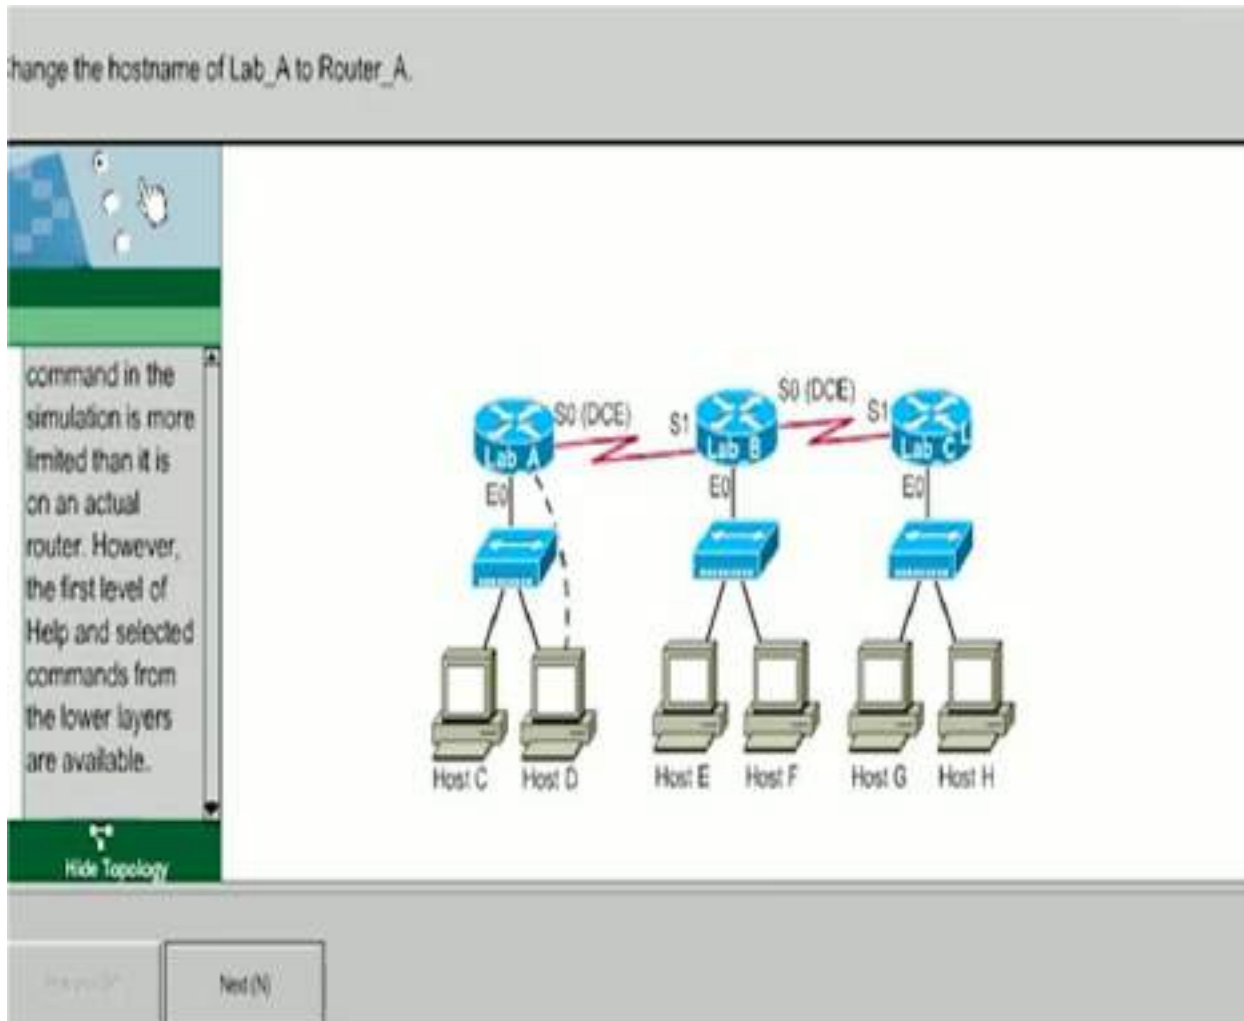 hange the hostname of Lab_A to Router_A.
command in the
simulation is more
limited than it is
on an actual
router. However,
the first level of
Help and selected
commands from
the lower layers
are available.
Hide Topology
Next (N)
S0 (DCE)
S1
S0 (DCE)
S1
Lab A
Lab B
Lab C
E0
E0
E0
Host C
Host D
Host E
Host F
Host G
Host H